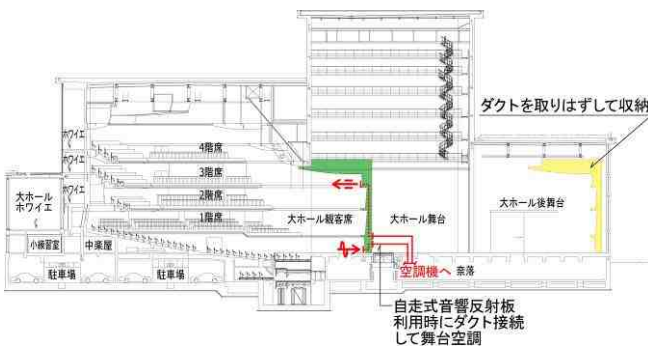 ダクトを取りはずして収納
ホワイエ
4階席
ホワイエ
3階席
ホワイエ
2階席
大ホール
ホワイエ
1階席
大ホール観客席
大ホール舞台
大ホール後舞台
小練習室
中楽屋
駐車場
駐車場
空調機へ
奈落
自走式音響反射板
利用時にダクト接続
して舞台空調